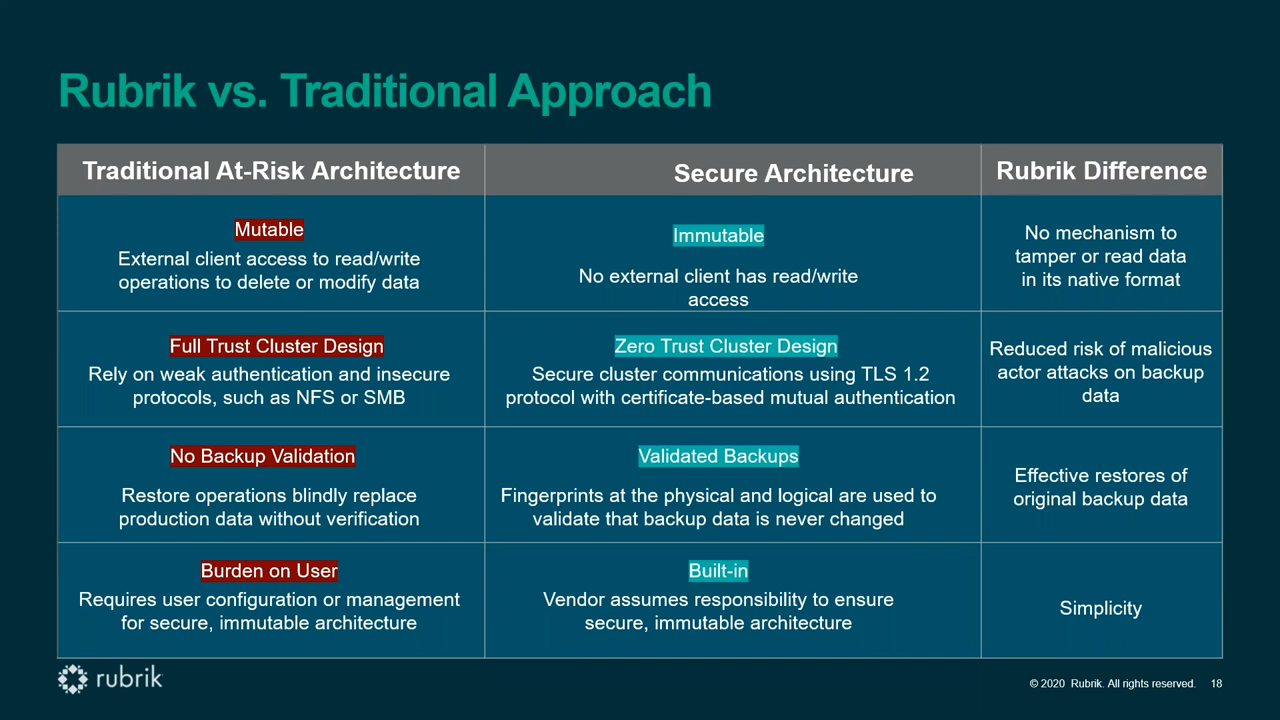 Rubrik vs. Traditional Approach
Traditional At-Risk Architecture
Secure Architecture
Rubrik Difference
Mutable
External client access to read/write
operations to delete or modify data
Immutable
No external client has read/write
access
No mechanism to
tamper or read data
in its native format
Full Trust Cluster Design
Rely on weak authentication and insecure
protocols, such as NFS or SMB
Zero Trust Cluster Design
Secure cluster communications using TLS 1.2
protocol with certificate-based mutual authentication
Reduced risk of malicious
actor attacks on backup
data
No Backup Validation
Restore operations blindly replace
production data without verification
Validated Backups
Fingerprints at the physical and logical are used to
validate that backup data is never changed
Effective restores of
original backup data
Burden on User
Requires user configuration or management
for secure, immutable architecture
Built-in
Vendor assumes responsibility to ensure
secure, immutable architecture
Simplicity
rubrik
© 2020 Rubrik. All rights reserved. 18